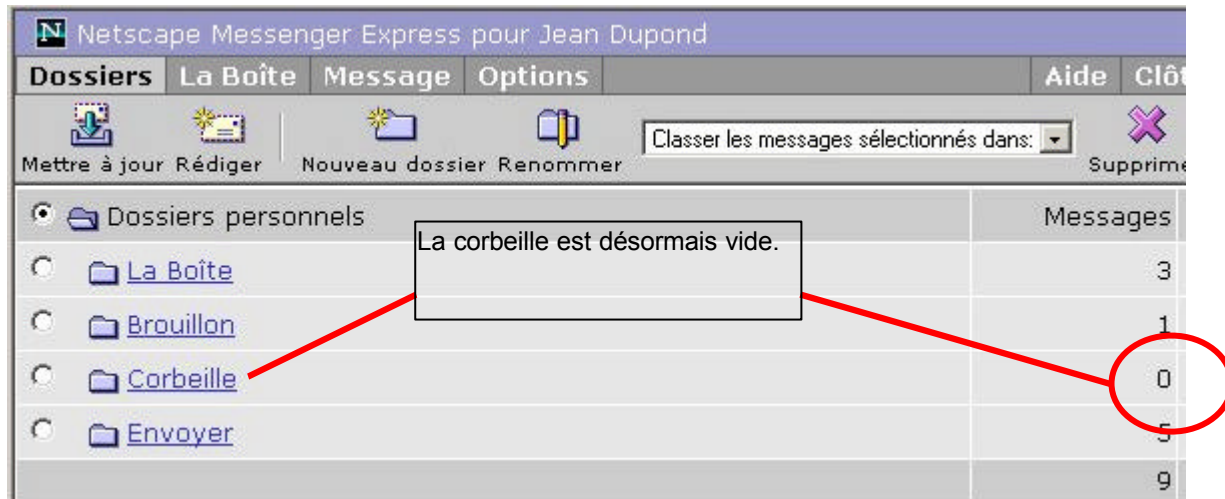 Netscape Messenger Express pour Jean Dupond
Dossiers La Boîte Message Options Aide Clôt
Classer les messages sélectionnés dans:
Mettre à jour Rédiger Nouveau dossier Renommer Supprime
Dossiers personnels Messages
La corbeille est désormais vide.
La Boîte 3
Brouillon 1
Corbeille 0
Envoyer 5
9